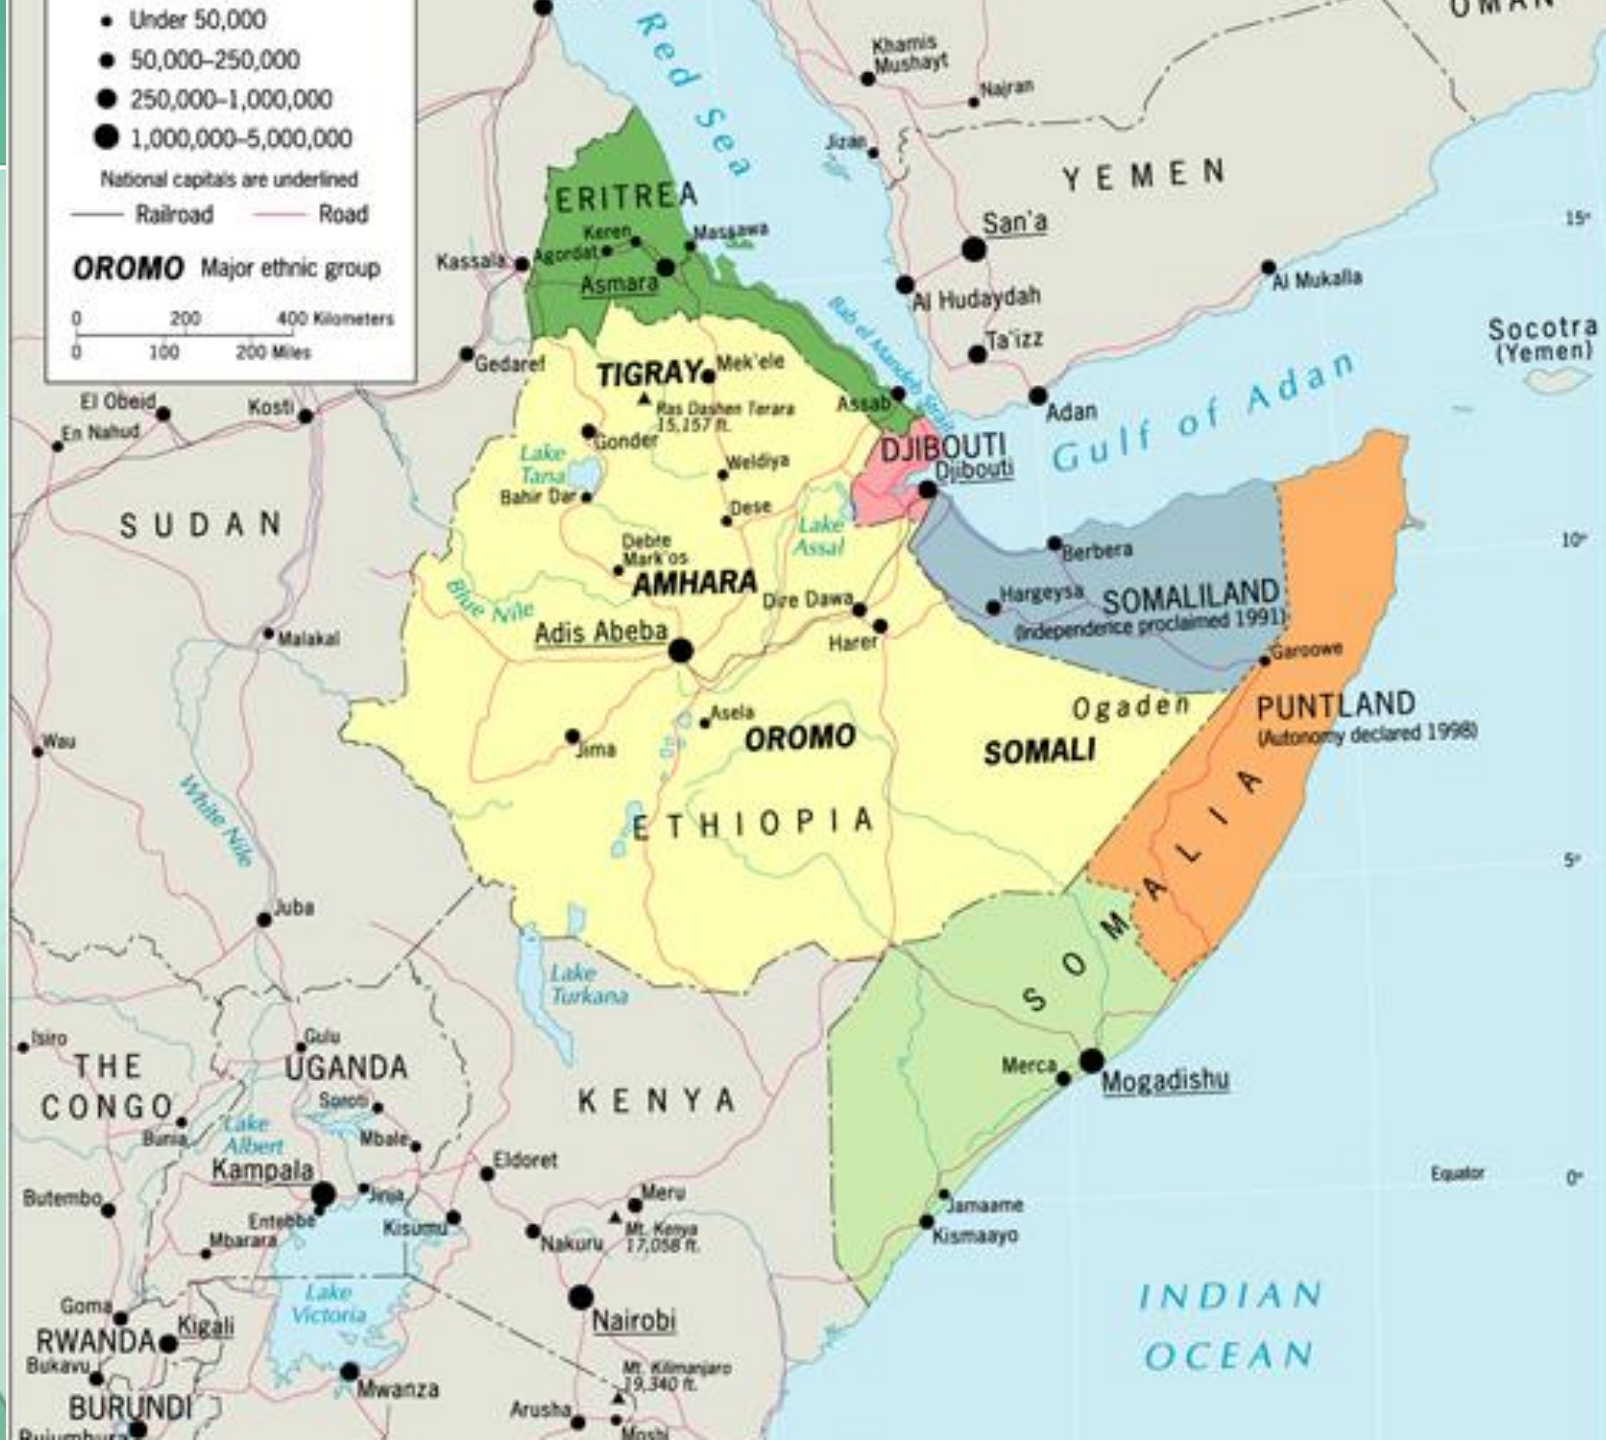 Under 50,000
50,000–250,000
250,000–1,000,000
1,000,000–5,000,000
National capitals are underlined
Railroad
Road
OROMO Major ethnic group
0 200 400 Kilometers
0 100 200 Miles
OMAN
Red Sea
Khamis
Mushayt
Najran
Jizan
YEMEN
San'a
15°
ERITREA
Keren
Massawa
Kassala
Agordat
Asmara
Al Hudaydah
Al Mukalla
Ta'izz
Socotra
(Yemen)
Bab el Mandeb Strait
Gedaref
TIGRAY
Mek'ele
Ras Dashen Terara
15,157 ft.
Assab
Adan
Gulf of Adan
El Obeid
En Nahud
Kosti
Gonder
DJIBOUTI
Djibouti
Lake
Tana
Weldiya
Bahir Dar
Dese
SUDAN
Lake
Assal
10°
Debre
Mark'os
Berbera
AMHARA
Blue Nile
Dire Dawa
Hargeysa
SOMALILAND
(Independence proclaimed 1991)
Malakal
Adis Abeba
Harer
Garoowe
Ogaden
PUNTLAND
(Autonomy declared 1998)
Wau
Asela
Jima
OROMO
SOMALI
White Nile
ETHIOPIA
SOMALIA
5°
Juba
Lake
Turkana
Isiro
Gulu
THE
CONGO
UGANDA
KENYA
Merca
Mogadishu
Soroti
Bunia
Lake
Albert
Mbale
Kampala
Eldoret
Equator
0°
Butembo
Jinja
Meru
Jamaame
Entebbe
Kisumu
Mt. Kenya
17,058 ft.
Kismaayo
Mbarara
Nakuru
Lake
Victoria
INDIAN
OCEAN
Goma
Kigali
Nairobi
RWANDA
Bukavu
Mt. Kilimanjaro
19,340 ft.
Mwanza
BURUNDI
Arusha
Moshi
Bujumbura